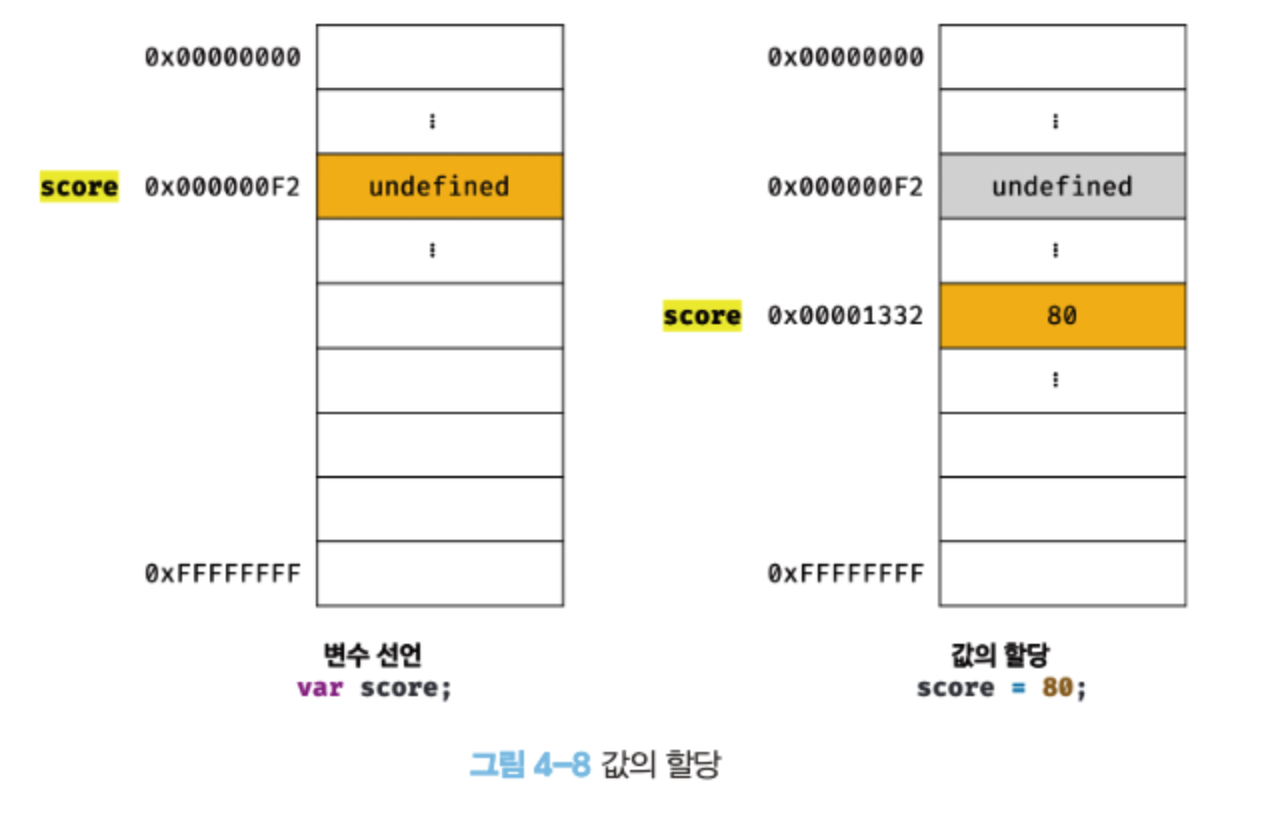 0x00000000
⋮
score 0x000000F2 undefined
⋮
0xFFFFFFFF
변수 선언
var score;
0x00000000
⋮
0x000000F2 undefined
⋮
score 0x00001332 80
⋮
0xFFFFFFFF
값의 할당
score = 80;
그림 4-8 값의 할당